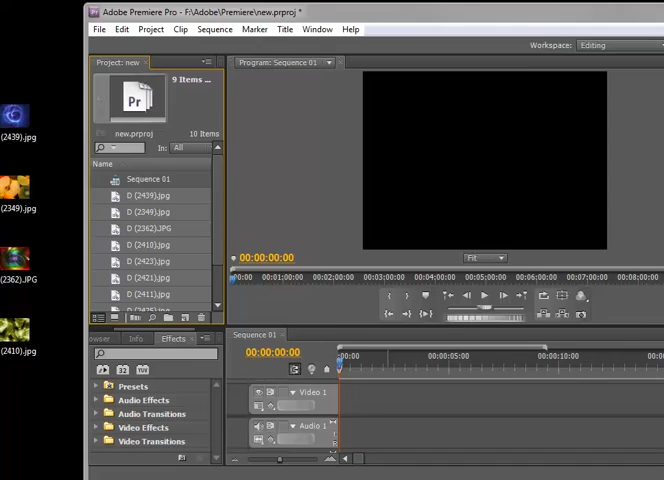 Adobe Premiere Pro - F:\Adobe\Premiere\new.prproj *
File Edit Project Clip Sequence Marker Title Window Help
Workspace: Editing
Project: new
9 Items ...
Pr
new.prproj 10 Items
In: All
Name
Sequence 01
D (2439).jpg
D (2349).jpg
D (2362).JPG
D (2410).jpg
D (2423).jpg
D (2421).jpg
D (2411).jpg
(2439).jpg
(2349).jpg
(2362).JPG
(2410).jpg
Program: Sequence 01
00:00:00:00
Fit
00:00 00:01:00:00 00:02:00:00 00:03:00:00 00:04:00:00 00:05:00:00 00:06:00:00 00:07:00:00 00:08:00:00
owser Info Effects
32 YUV
Presets
Audio Effects
Audio Transitions
Video Effects
Video Transitions
Sequence 01
00:00:00:00
:00:00 00:00:05:00 00:00:10:00 00:00
Video 1
Audio 1